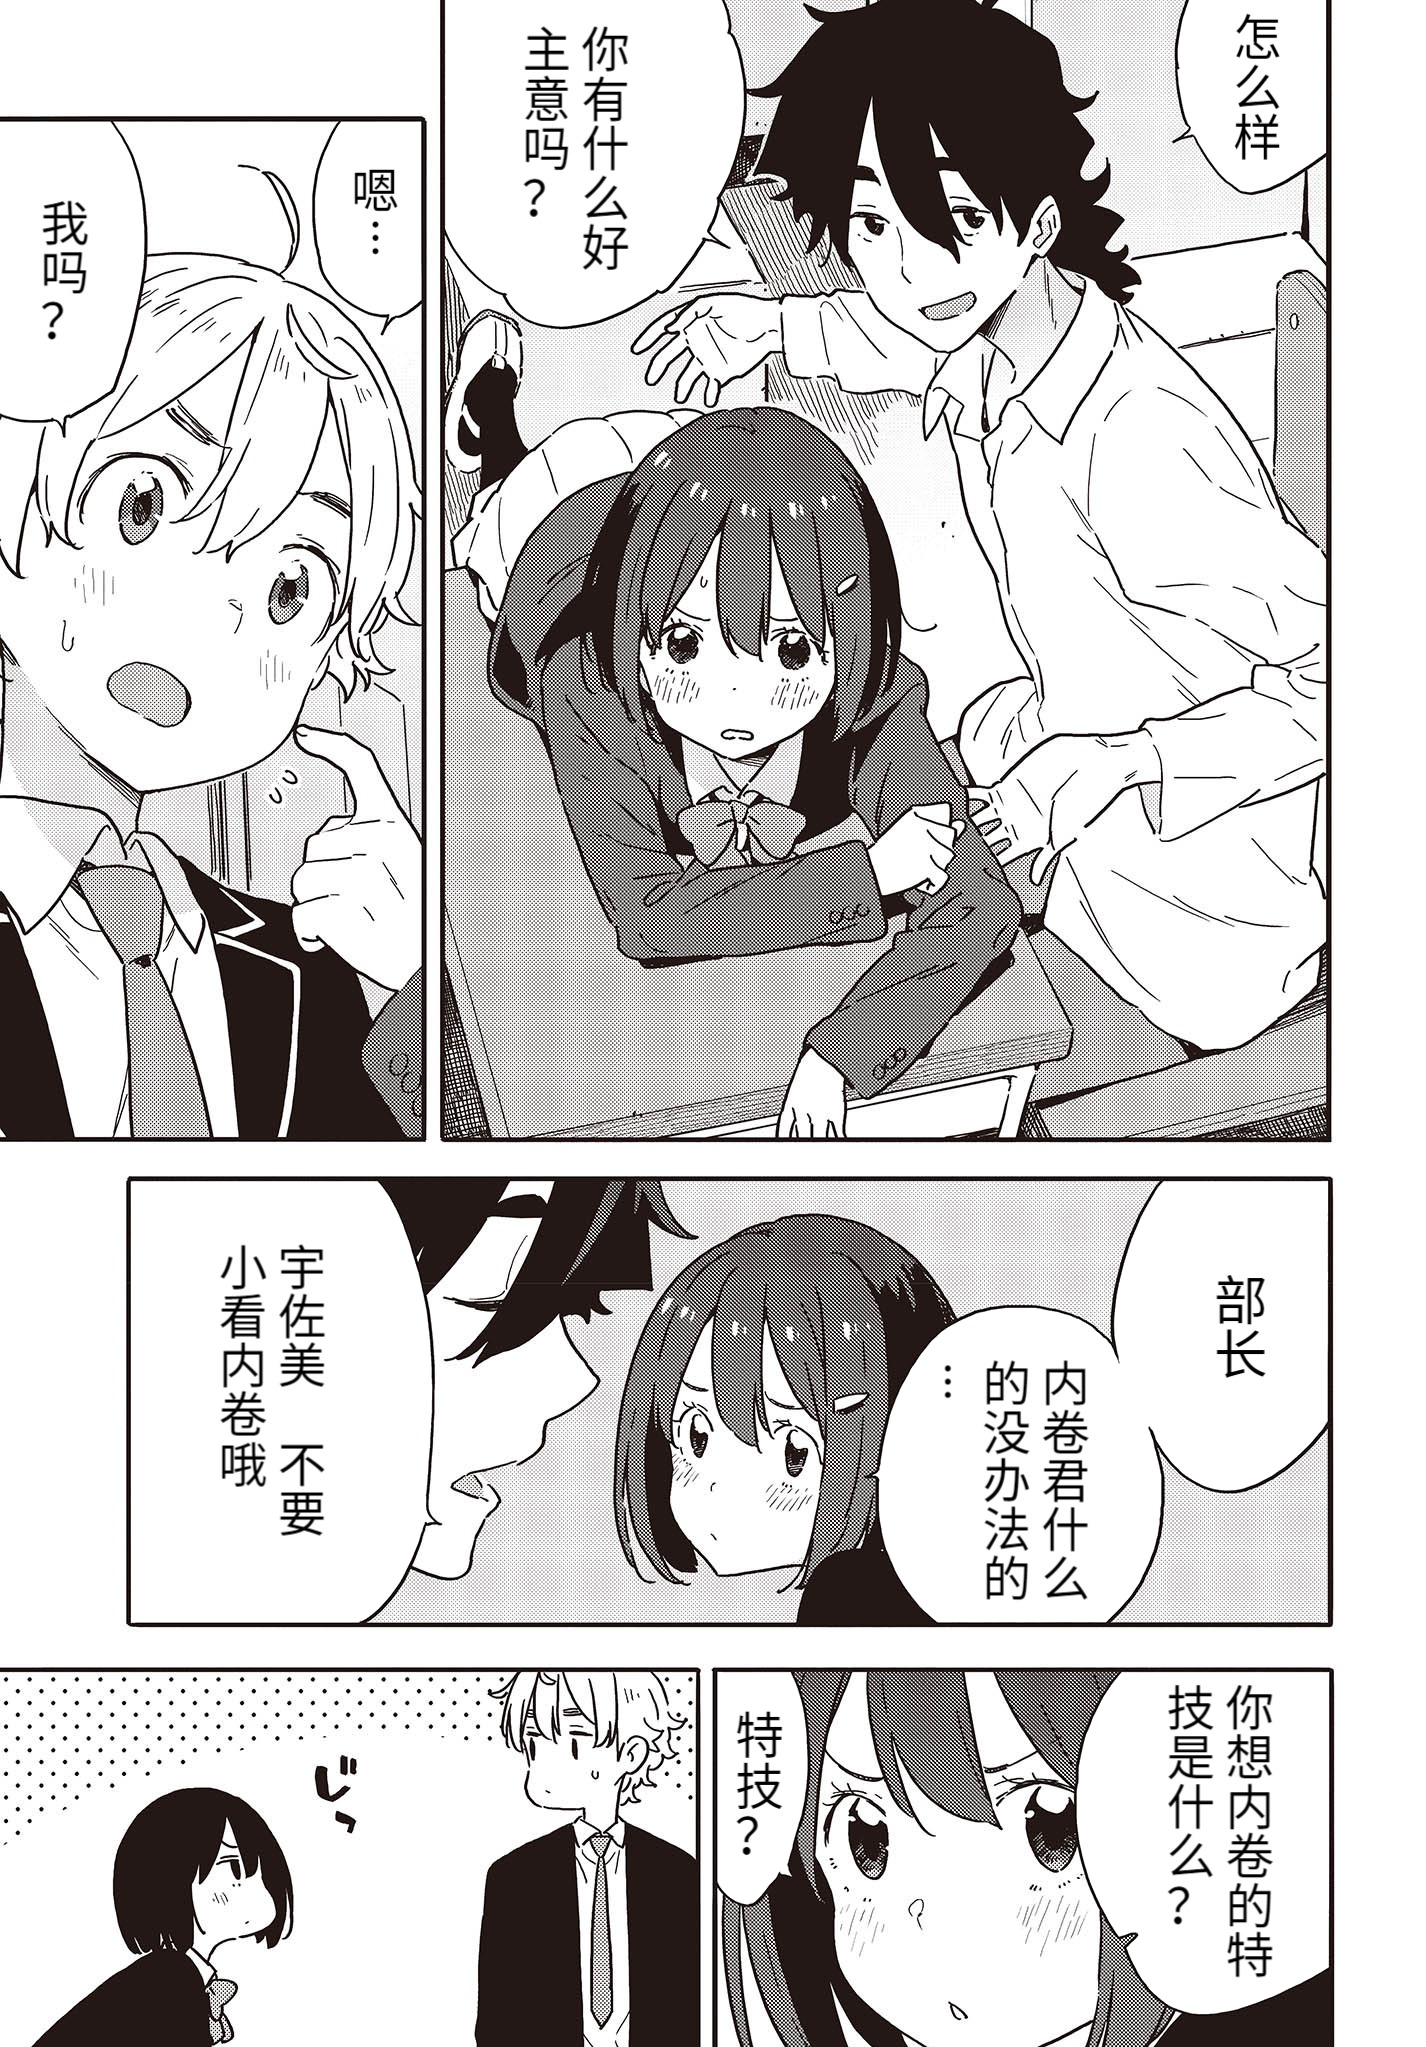 怎么样
你有什么好
主意吗？
嗯…
我吗？
部长
内卷君什么
的没办法的
…
宇佐美 不要
小看内卷哦
你想内卷的特
技是什么？
特技？
じっ